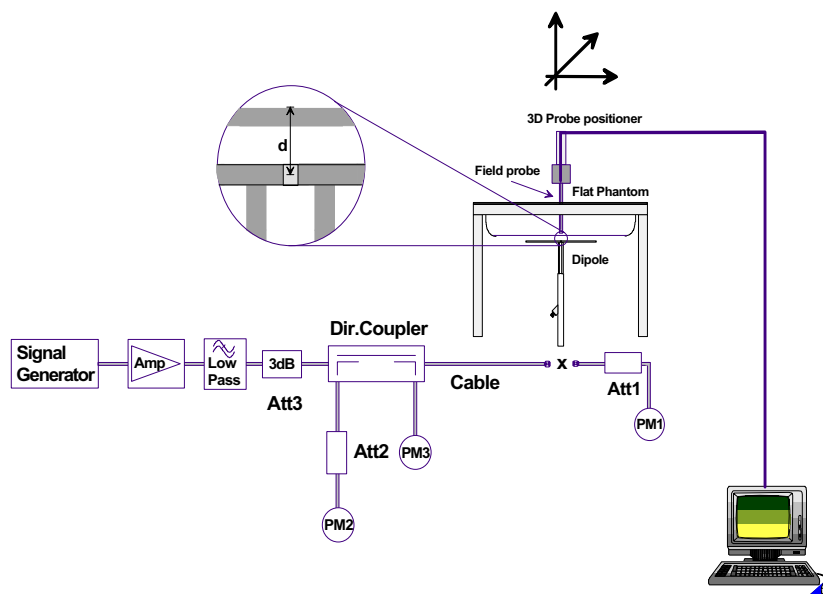 3D Probe positioner
d
Field probe
Flat Phantom
Dipole
Dir.Coupler
Signal
Generator
Amp
Low
Pass
3dB
Att3
Cable
x
Att1
PM1
Att2
PM3
PM2